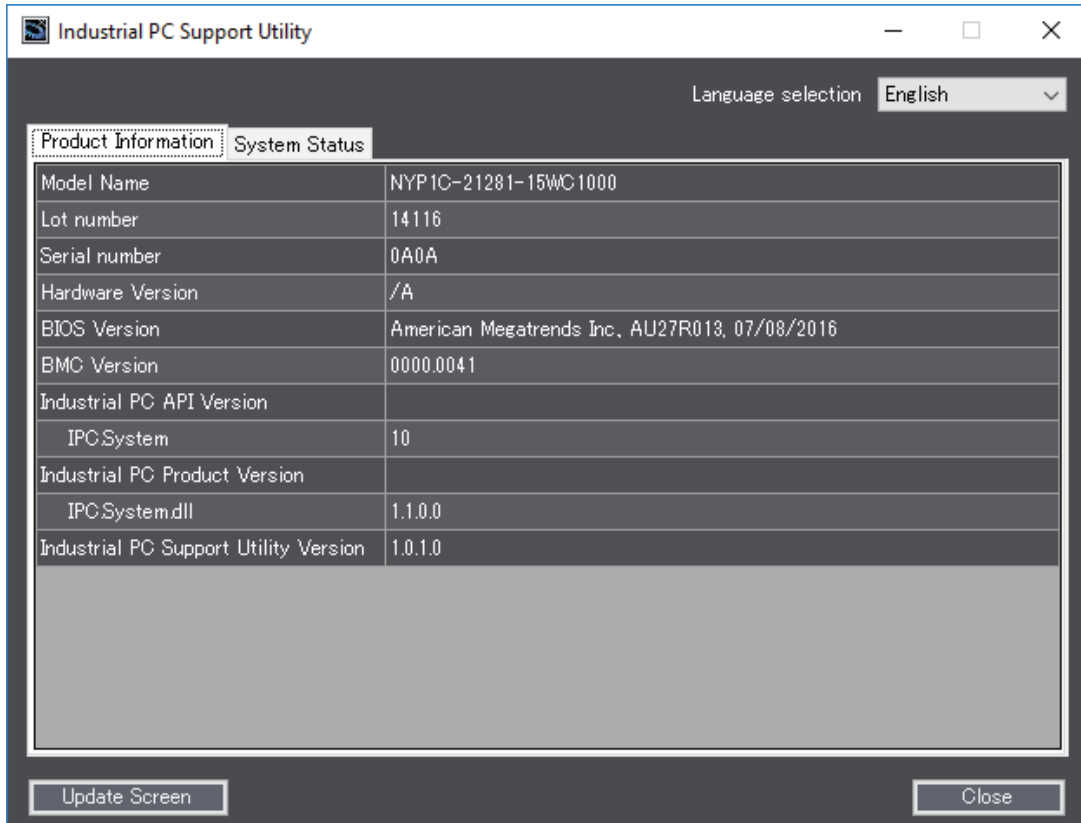 Industrial PC Support Utility
Language selection English
Product Information System Status
Model Name NYP1C-21281-15WC1000
Lot number 14116
Serial number 0A0A
Hardware Version /A
BIOS Version American Megatrends Inc., AU27R013, 07/08/2016
BMC Version 0000.0041
Industrial PC API Version
IPC.System 10
Industrial PC Product Version
IPC.System.dll 1.1.0.0
Industrial PC Support Utility Version 1.0.1.0
Update Screen Close